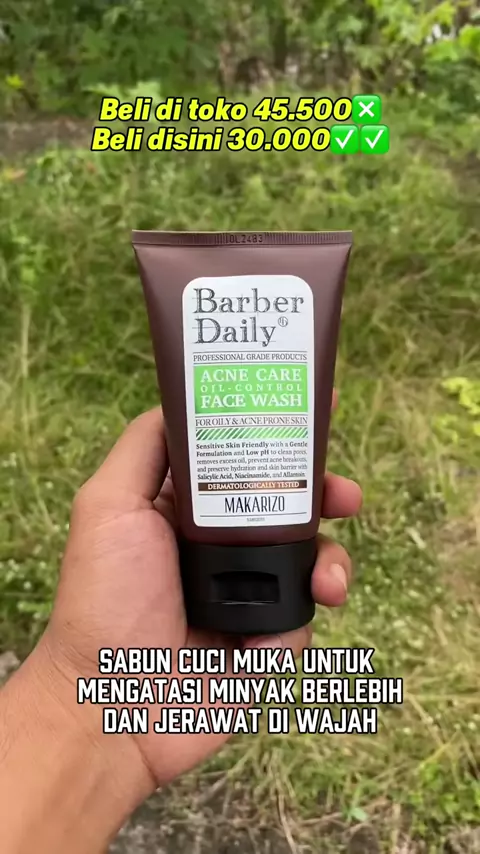 Beli di toko 45.500❎
Beli disini 30.000✅✅
Barber
Daily
PROFESSIONAL GRADE PRODUCTS
ACNE CARE
OIL-CONTROL
FACE WASH
FOR OILY & ACNE PRONE SKIN
Sensitive Skin Friendly with a Gentle
Formulation and Low pH to clean pores,
removes excess oil, prevent acne breakouts,
and preserve hydration and skin barrier with
Salicylic Acid, Niacinamide, and Allantoin
DERMATOLOGICALLY TESTED
MAKARIZO
SABUN CUCI MUKA UNTUK
MENGATASI MINYAK BERLEBIH
DAN JERAWAT DI WAJAH